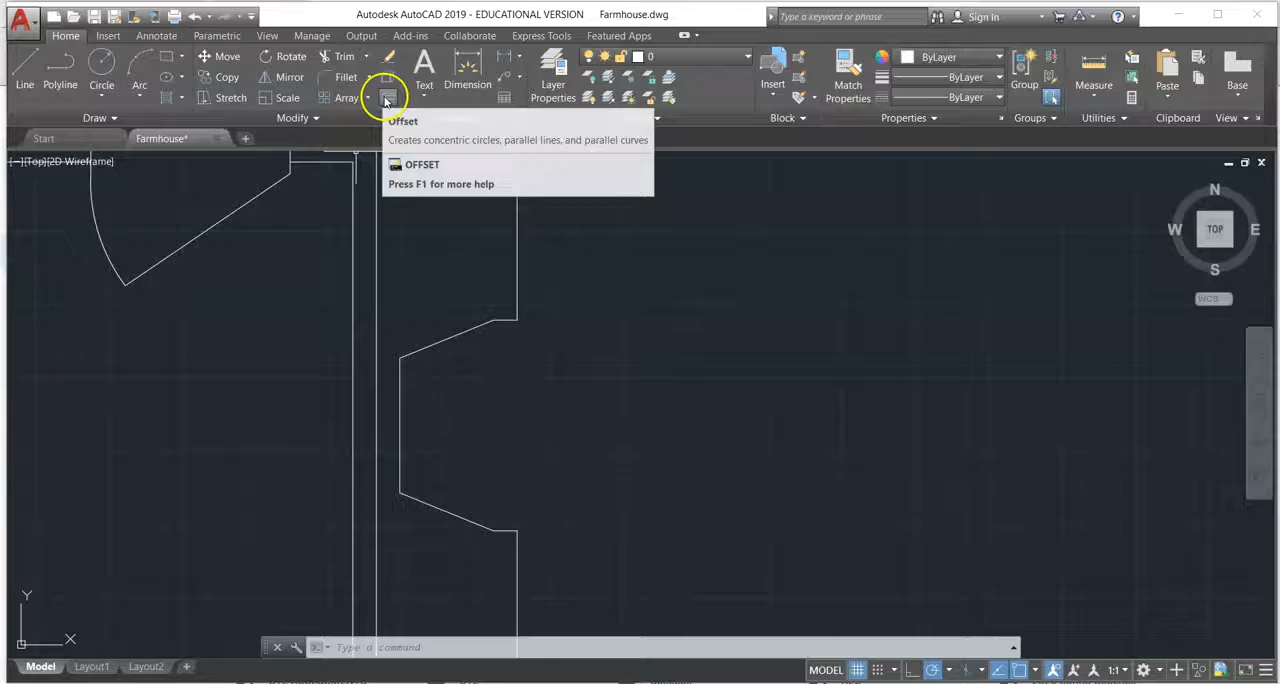 Autodesk AutoCAD 2019 - EDUCATIONAL VERSION Farmhouse.dwg
Type a keyword or phrase
Sign In
Home Insert Annotate Parametric View Manage Output Add-ins Collaborate Express Tools Featured Apps
Line Polyline Circle Arc
Move Rotate Trim
Copy Mirror Fillet
Stretch Scale Array
Text Dimension
Layer Properties
0
Insert
Match Properties
ByLayer
ByLayer
ByLayer
Group
Measure
Paste
Base
Draw Modify Block Properties Groups Utilities Clipboard View
Start Farmhouse* +
Offset
Creates concentric circles, parallel lines, and parallel curves
OFFSET
Press F1 for more help
[−][Top][2D Wireframe]
N
W TOP E
S
WCS
Y
X
Type a command
Model Layout1 Layout2 +
MODEL 1:1